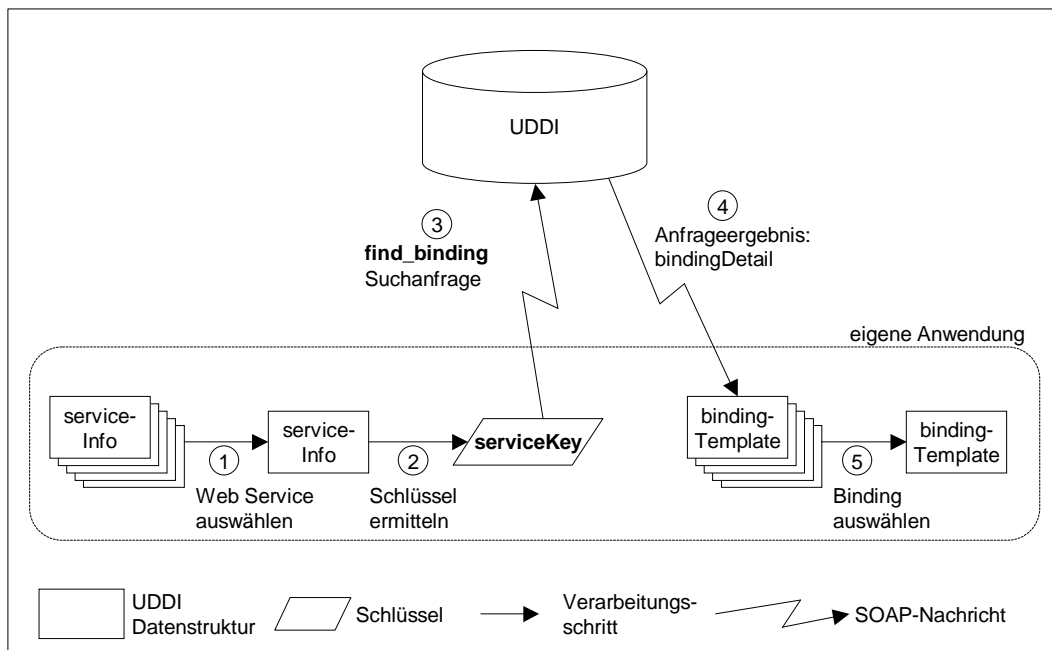 UDDI
3
find_binding
Suchanfrage
4
Anfrageergebnis:
bindingDetail
eigene Anwendung
service-
Info
1
Web Service
auswählen
service-
Info
2
Schlüssel
ermitteln
serviceKey
binding-
Template
5
Binding
auswählen
binding-
Template
UDDI
Datenstruktur
Schlüssel
Verarbeitungs-
schritt
SOAP-Nachricht